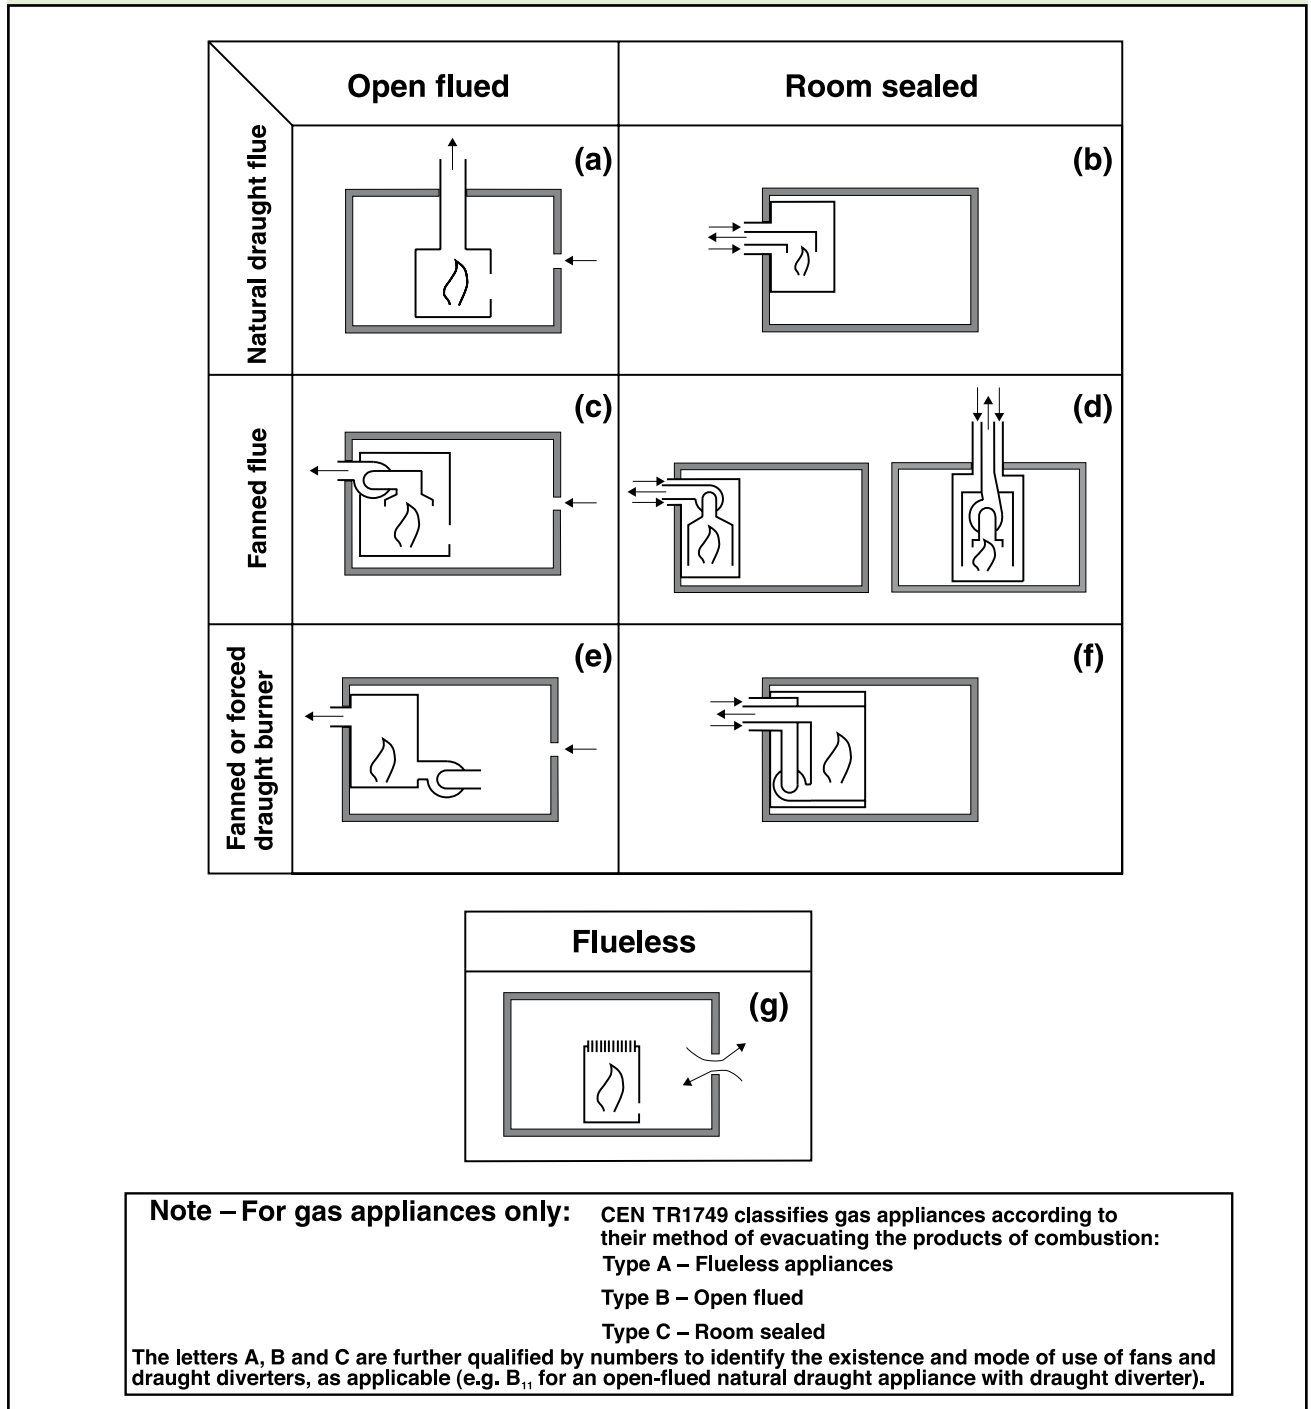 Open flued
Room sealed
Natural draught flue
(a)
(b)
Fanned flue
(c)
(d)
Fanned or forced
draught burner
(e)
(f)
Flueless
(g)
Note – For gas appliances only:
CEN TR1749 classifies gas appliances according to
their method of evacuating the products of combustion:
Type A – Flueless appliances
Type B – Open flued
Type C – Room sealed
The letters A, B and C are further qualified by numbers to identify the existence and mode of use of fans and
draught diverters, as applicable (e.g. B₁₁ for an open-flued natural draught appliance with draught diverter).